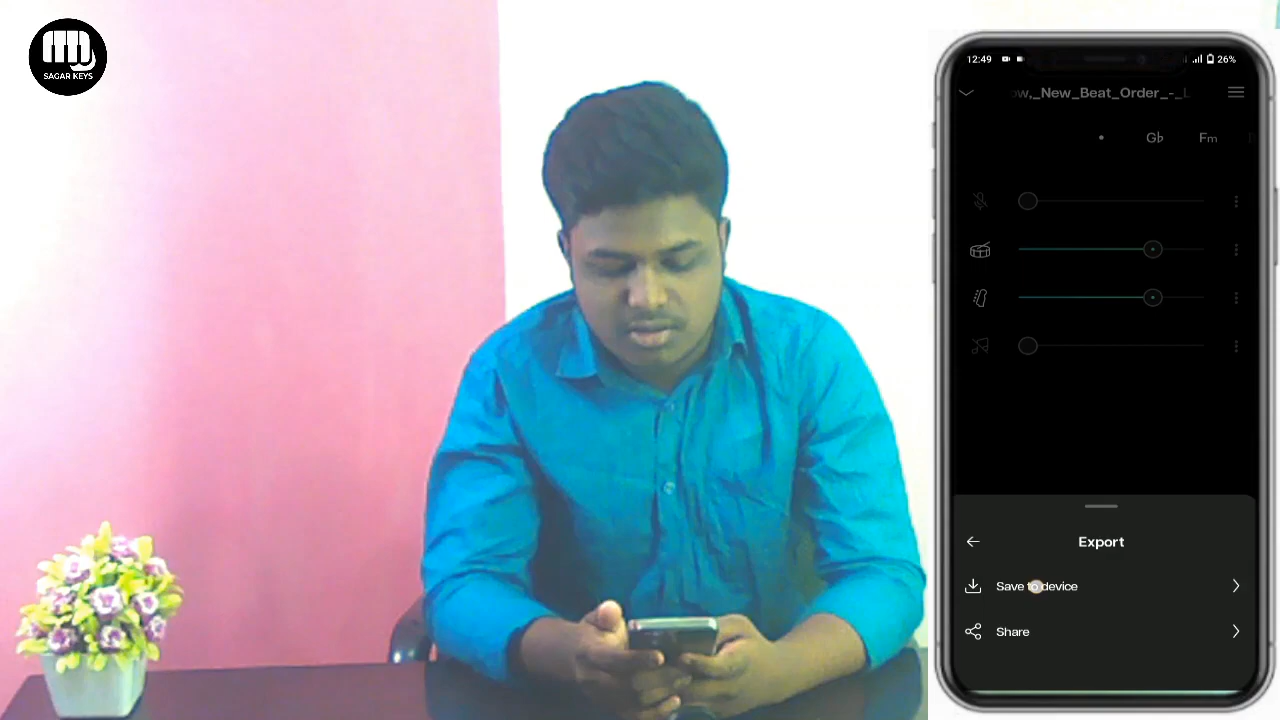 SAGAR KEYS
12:49
26%
ow,_New_Beat_Order_-_L
Gb
Fm
Export
Save to device
Share